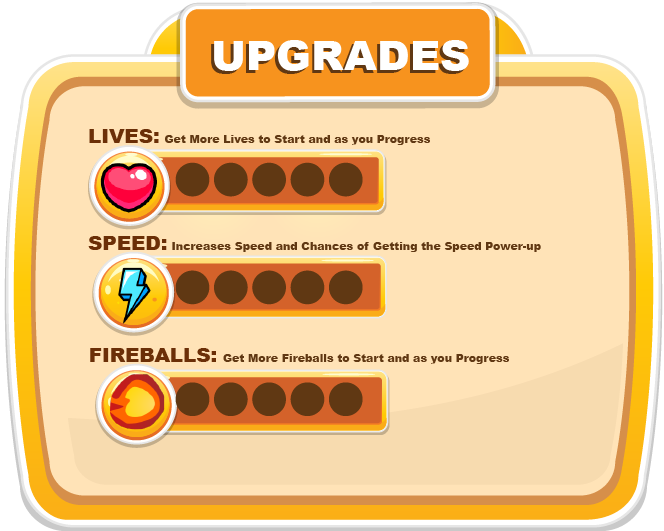 UPGRADES
LIVES: Get More Lives to Start and as you Progress
SPEED: Increases Speed and Chances of Getting the Speed Power-up
FIREBALLS: Get More Fireballs to Start and as you Progress